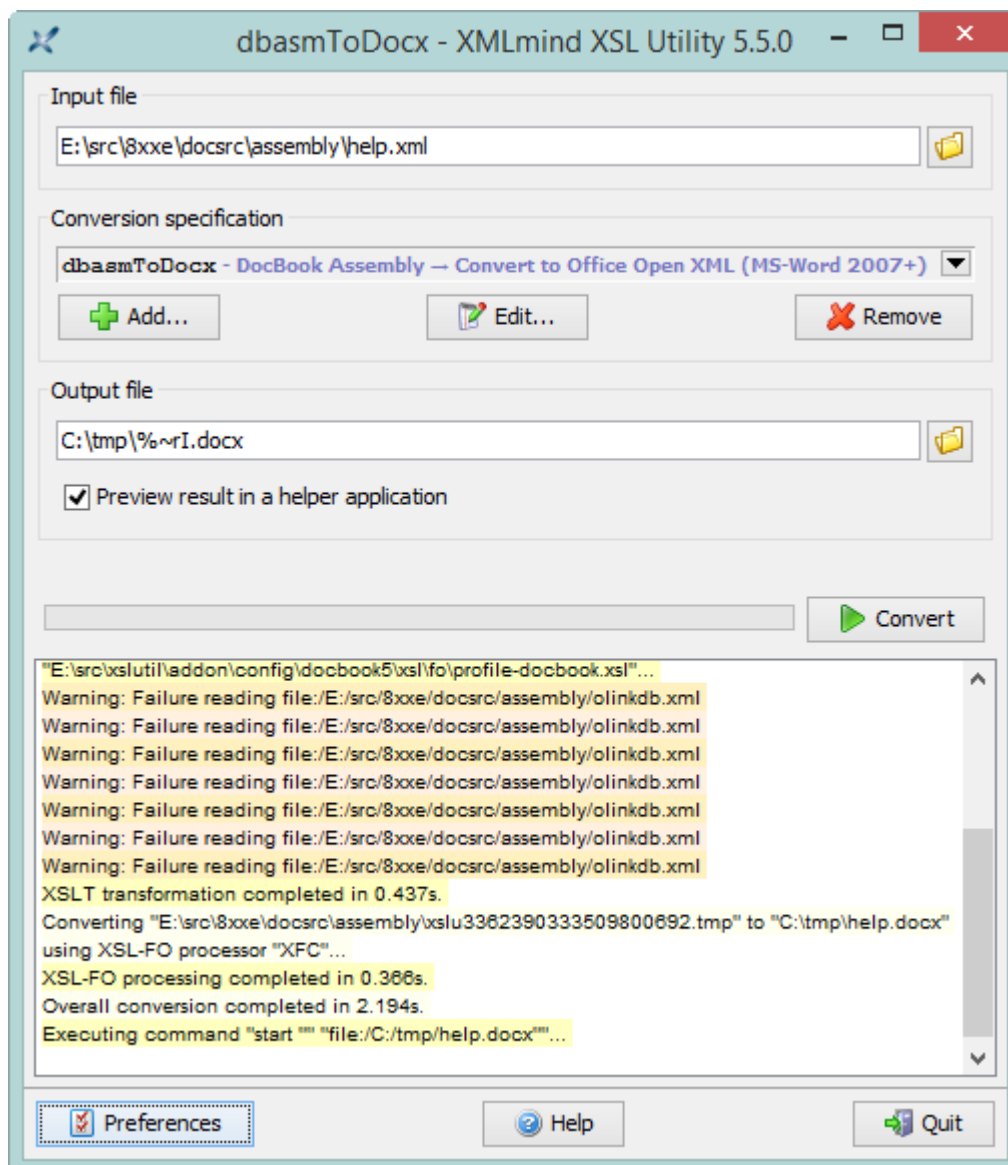 dbasmToDocx - XMLmind XSL Utility 5.5.0
Input file
E:\src\8xxe\docsrc\assembly\help.xml
Conversion specification
dbasmToDocx - DocBook Assembly → Convert to Office Open XML (MS-Word 2007+)
Add...
Edit...
Remove
Output file
C:\tmp\%~rI.docx
Preview result in a helper application
Convert
"E:\src\xslutil\addon\config\docbook5\xsl\fo\profile-docbook.xsl"...
Warning: Failure reading file:/E:/src/8xxe/docsrc/assembly/olinkdb.xml
Warning: Failure reading file:/E:/src/8xxe/docsrc/assembly/olinkdb.xml
Warning: Failure reading file:/E:/src/8xxe/docsrc/assembly/olinkdb.xml
Warning: Failure reading file:/E:/src/8xxe/docsrc/assembly/olinkdb.xml
Warning: Failure reading file:/E:/src/8xxe/docsrc/assembly/olinkdb.xml
Warning: Failure reading file:/E:/src/8xxe/docsrc/assembly/olinkdb.xml
Warning: Failure reading file:/E:/src/8xxe/docsrc/assembly/olinkdb.xml
XSLT transformation completed in 0.437s.
Converting "E:\src\8xxe\docsrc\assembly\xslu3362390333509800692.tmp" to "C:\tmp\help.docx"
using XSL-FO processor "XFC"...
XSL-FO processing completed in 0.366s.
Overall conversion completed in 2.194s.
Executing command "start "" "file:/C:/tmp/help.docx""...
Preferences
Help
Quit